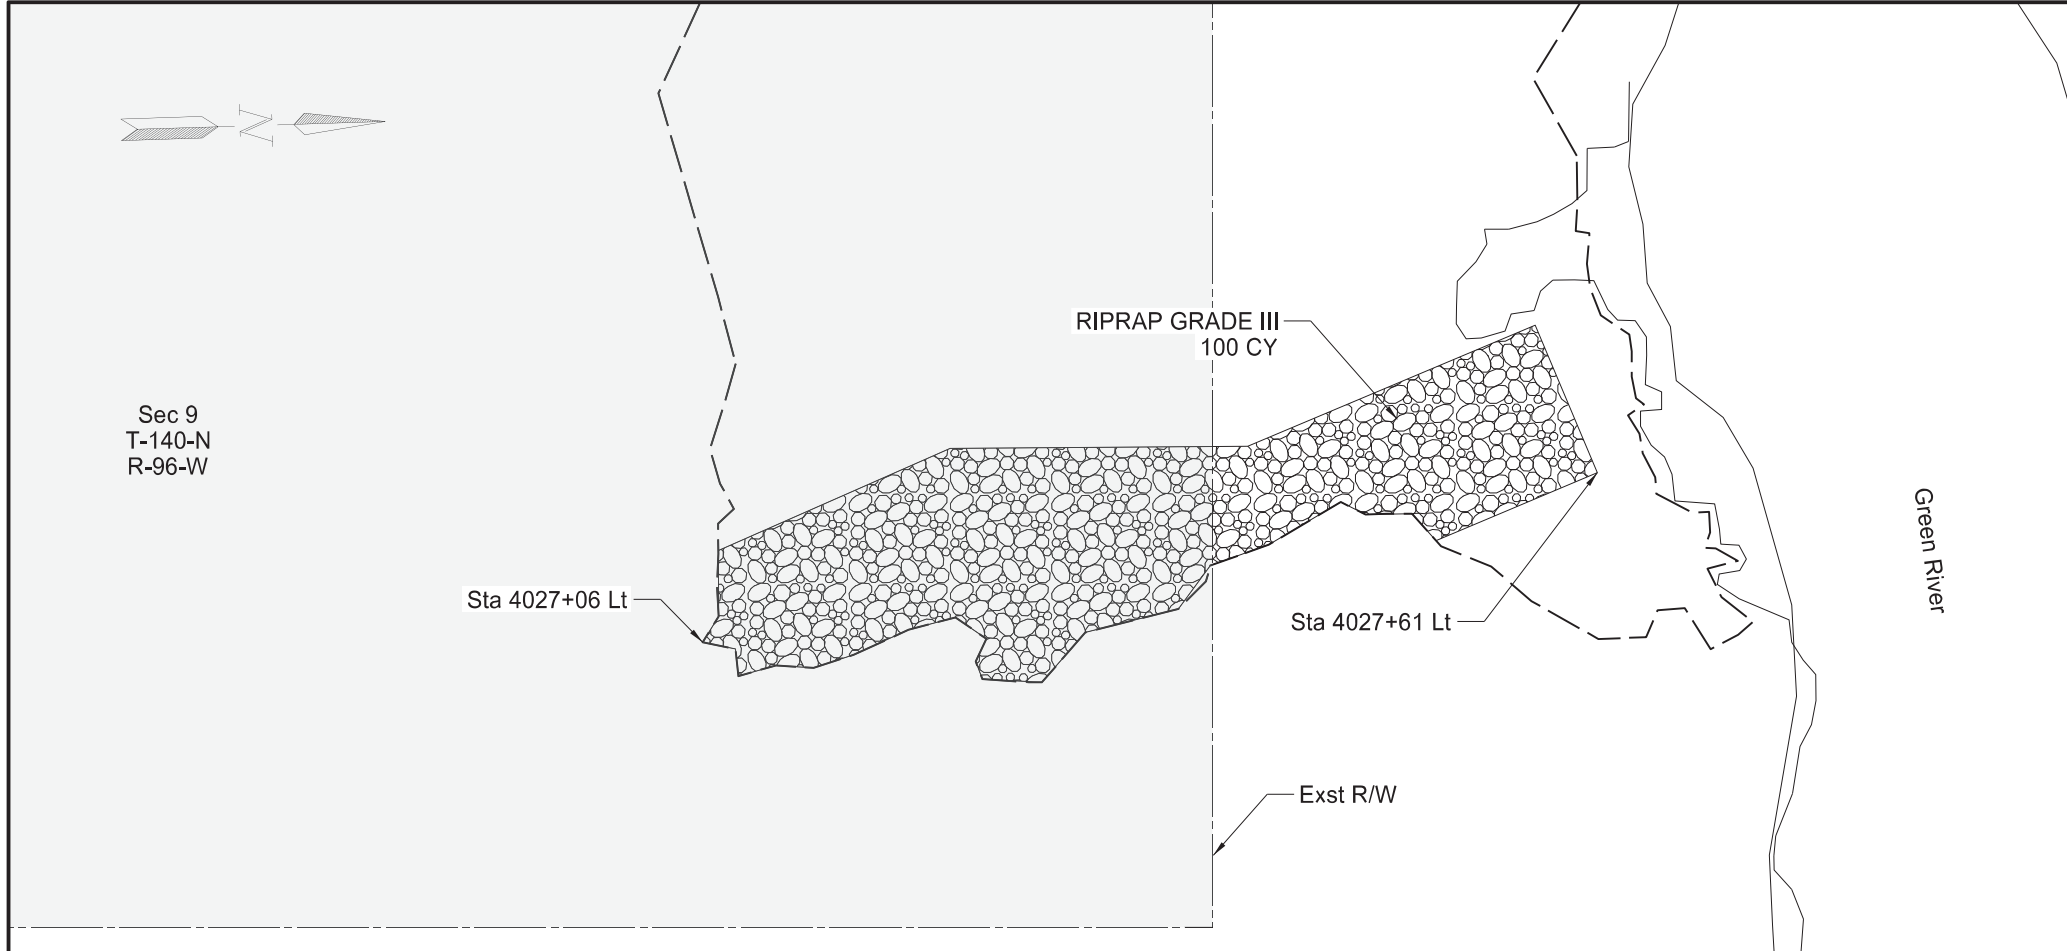 N
RIPRAP GRADE III
100 CY
Sec 9
T-140-N
R-96-W
Green River
Sta 4027+06 Lt
Sta 4027+61 Lt
Exst R/W